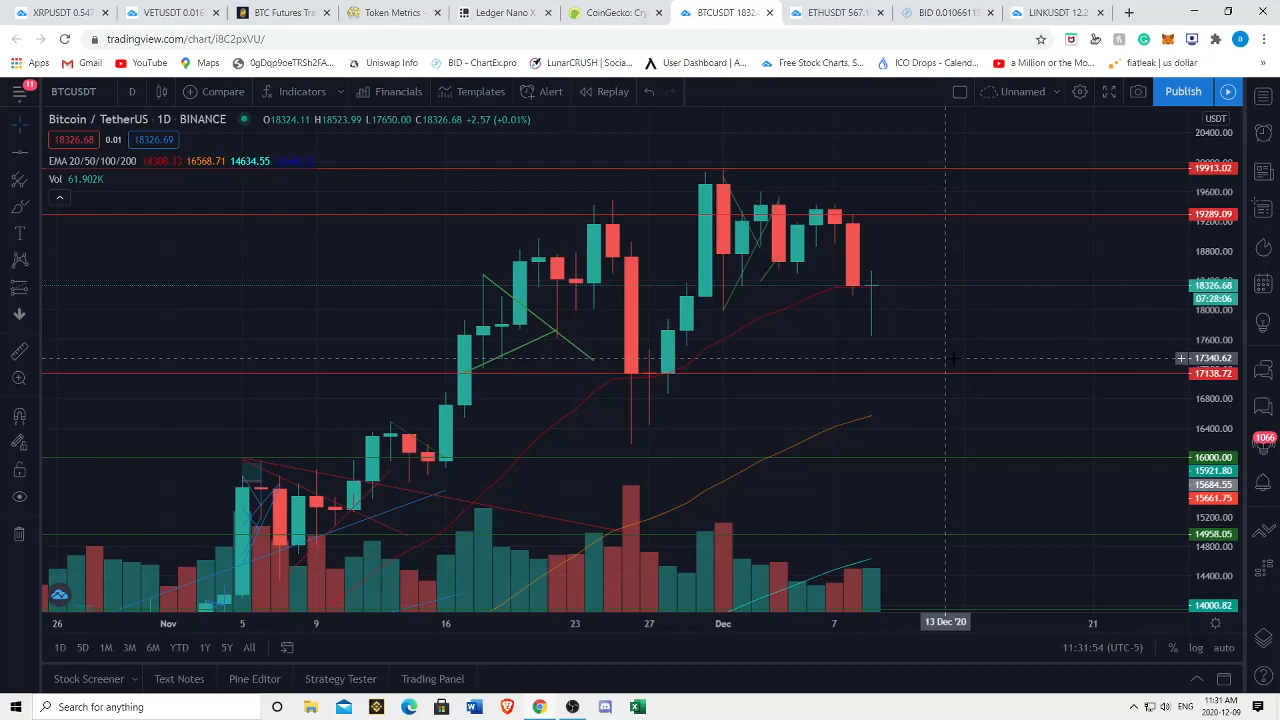 XRPUSDT 0.547
VETUSDT 0.016
BTC Futures Tra
Token Metrics -
Ledger Nano X
CoinGecko: Cry
BTCUSDT 18324
ETHUSDT 567.1
BID 0.066118
LINKUSDT 12.2
tradingview.com/chart/i8C2pxVU/
Apps
Gmail
YouTube
Maps
0gDqptwTRSh2FA...
Uniswap Info
- ChartEx.pro
LunarCRUSH | Socia...
User Dashboard | A...
Free Stock Charts, S...
ICO Drops - Calend...
a Million on the Mo...
fiatleak | us dollar
11
BTCUSDT
D
Compare
Indicators
Financials
Templates
Alert
Replay
Unnamed
Publish
Bitcoin / TetherUS · 1D · BINANCE
O18324.11 H18523.99 L17650.00 C18326.68 +2.57 (+0.01%)
18326.68
0.01
18326.69
EMA 20/50/100/200
18308.33
16568.71
14634.55
Vol 61.902K
USDT
20400.00
19913.02
19600.00
19289.09
19200.00
18800.00
18326.68
07:28:06
18000.00
17600.00
17340.62
17138.72
16800.00
16400.00
16000.00
15921.80
15684.55
15661.75
15200.00
14958.05
14800.00
14400.00
14000.82
1066
26
Nov
5
9
16
23
27
Dec
7
13 Dec '20
21
1D
5D
1M
3M
6M
YTD
1Y
5Y
All
11:31:54 (UTC-5)
%
log
auto
Stock Screener
Text Notes
Pine Editor
Strategy Tester
Trading Panel
Search for anything
ENG
11:31 AM
2020-12-09